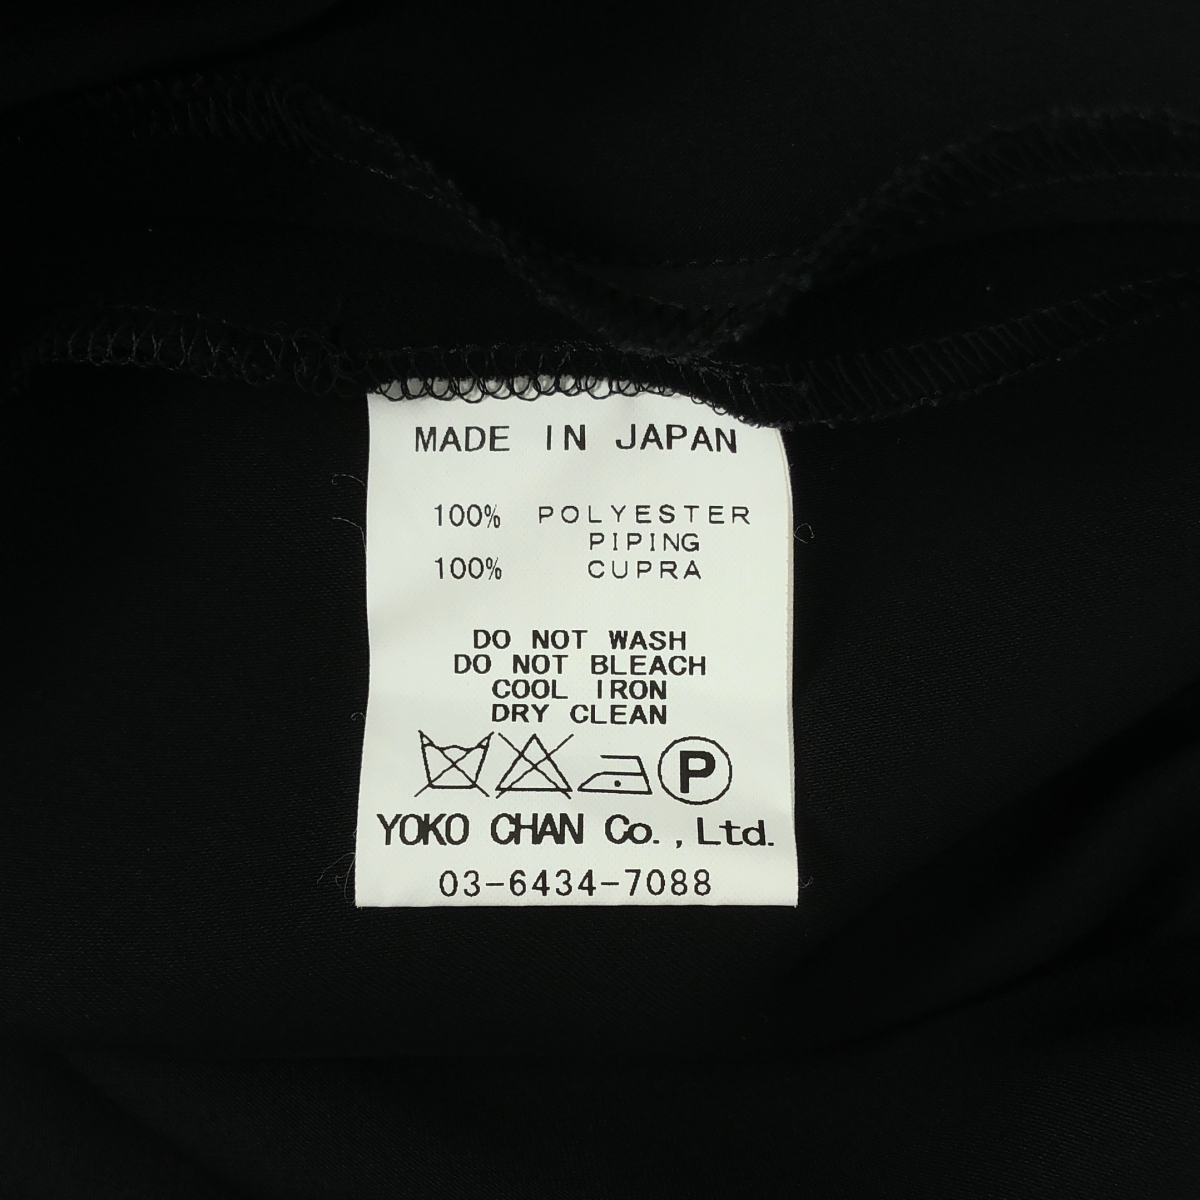 MADE IN JAPAN
100% POLYESTER
PIPING
100% CUPRA
DO NOT WASH
DO NOT BLEACH
COOL IRON
DRY CLEAN
P
YOKO CHAN Co., Ltd.
03-6434-7088